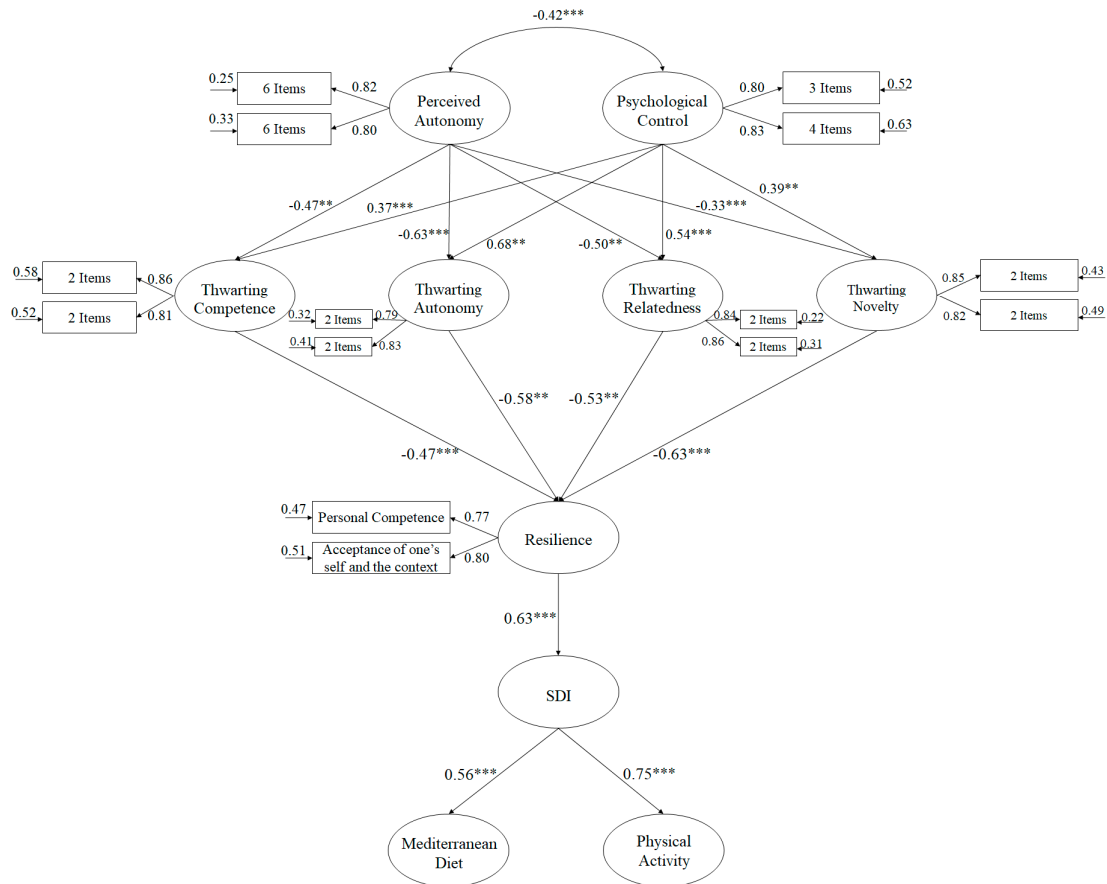 -0.42***
0.25
6 Items
0.82
Perceived
Autonomy
0.33
6 Items
0.80
Psychological
Control
0.80
3 Items
0.52
0.83
4 Items
0.63
-0.47**
0.37***
-0.63***
0.68**
-0.50**
0.54***
0.39**
-0.33***
0.58
2 Items
0.86
0.52
2 Items
0.81
Thwarting
Competence
0.32
2 Items
0.79
0.41
2 Items
0.83
Thwarting
Autonomy
Thwarting
Relatedness
0.84
2 Items
0.22
0.86
2 Items
0.31
Thwarting
Novelty
0.85
2 Items
0.43
0.82
2 Items
0.49
-0.47***
-0.58**
-0.53**
-0.63***
0.47
Personal Competence
0.77
0.51
Acceptance of one's
self and the context
0.80
Resilience
0.63***
SDI
0.56***
0.75***
Mediterranean
Diet
Physical
Activity